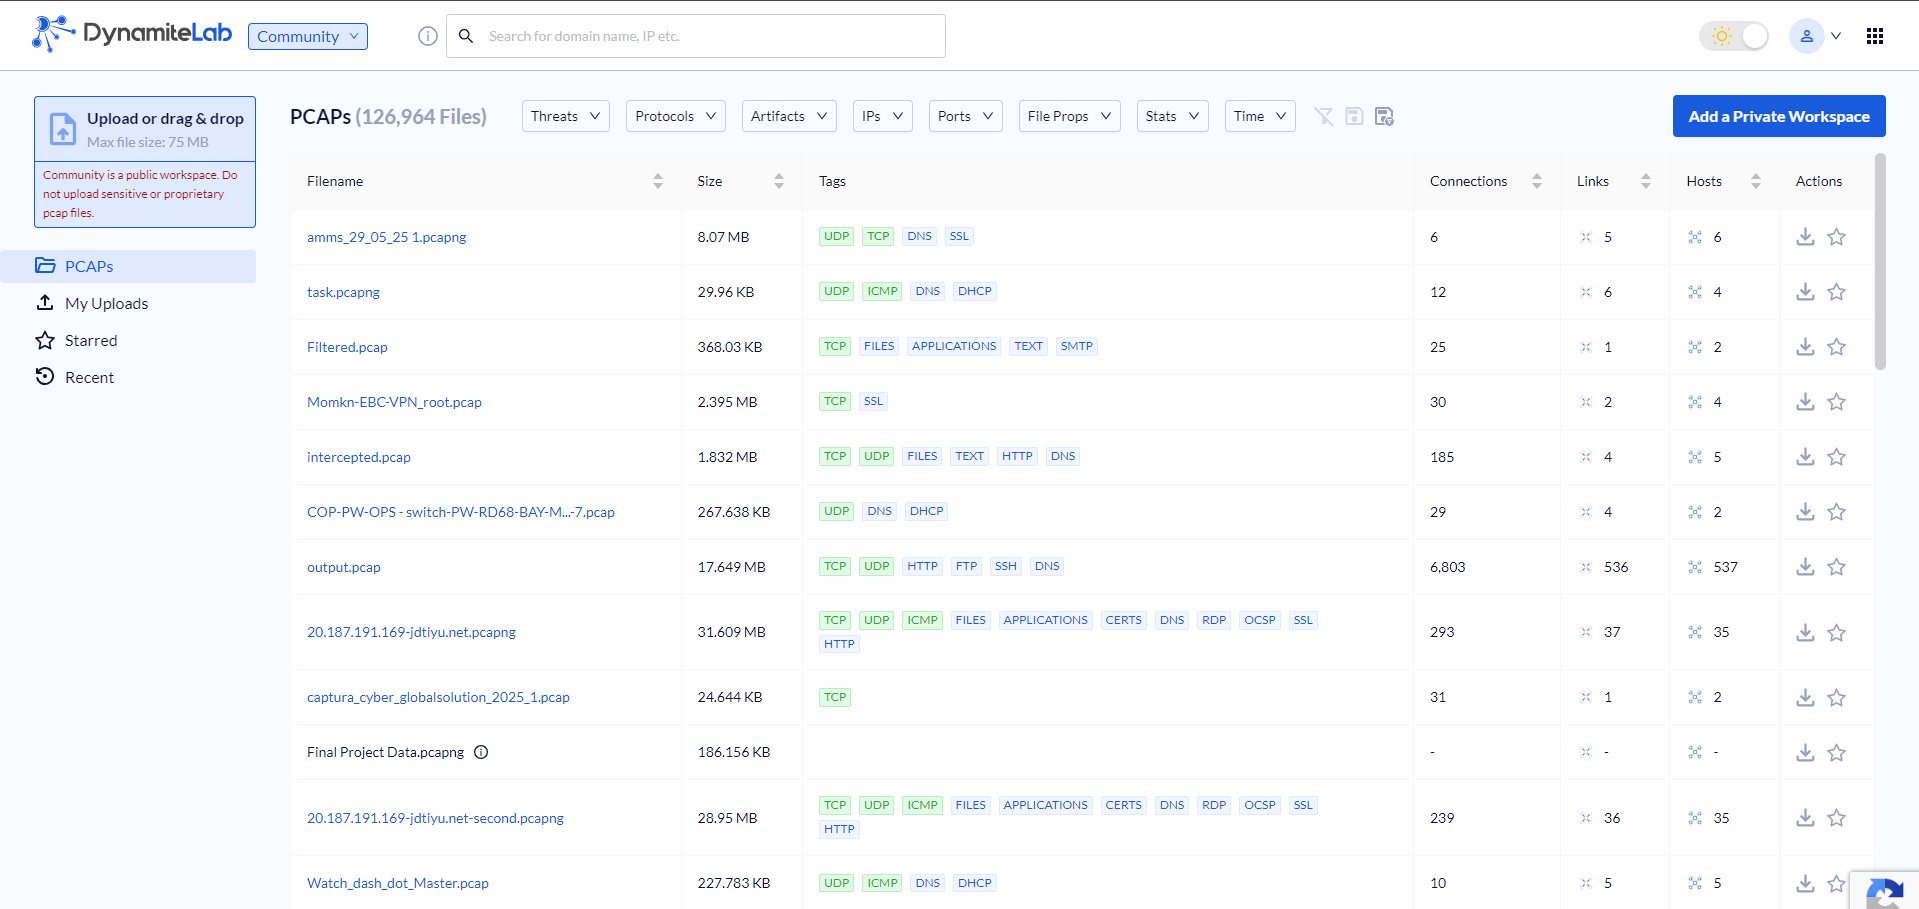 DynamiteLab Community Search for domain name, IP etc.
Upload or drag & drop
Max file size: 75 MB
Community is a public workspace. Do
not upload sensitive or proprietary
pcap files.
PCAPs
My Uploads
Starred
Recent
PCAPs (126,964 Files) Threats Protocols Artifacts IPs Ports File Props Stats Time Add a Private Workspace
Filename Size Tags Connections Links Hosts Actions
amms_29_05_25 1.pcapng 8.07 MB UDP TCP DNS SSL 6 5 6
task.pcapng 29.96 KB UDP ICMP DNS DHCP 12 6 4
Filtered.pcap 368.03 KB TCP FILES APPLICATIONS TEXT SMTP 25 1 2
Momkn-EBC-VPN_root.pcap 2.395 MB TCP SSL 30 2 4
intercepted.pcap 1.832 MB TCP UDP FILES TEXT HTTP DNS 185 4 5
COP-PW-OPS - switch-PW-RD68-BAY-M...-7.pcap 267.638 KB UDP DNS DHCP 29 4 2
output.pcap 17.649 MB TCP UDP HTTP FTP SSH DNS 6,803 536 537
20.187.191.169-jdtiyu.net.pcapng 31.609 MB TCP UDP ICMP FILES APPLICATIONS CERTS DNS RDP OCSP SSL 293 37 35
HTTP
captura_cyber_globalsolution_2025_1.pcap 24.644 KB TCP 31 1 2
Final Project Data.pcapng 186.156 KB - - -
20.187.191.169-jdtiyu.net-second.pcapng 28.95 MB TCP UDP ICMP FILES APPLICATIONS CERTS DNS RDP OCSP SSL 239 36 35
HTTP
Watch_dash_dot_Master.pcap 227.783 KB UDP ICMP DNS DHCP 10 5 5